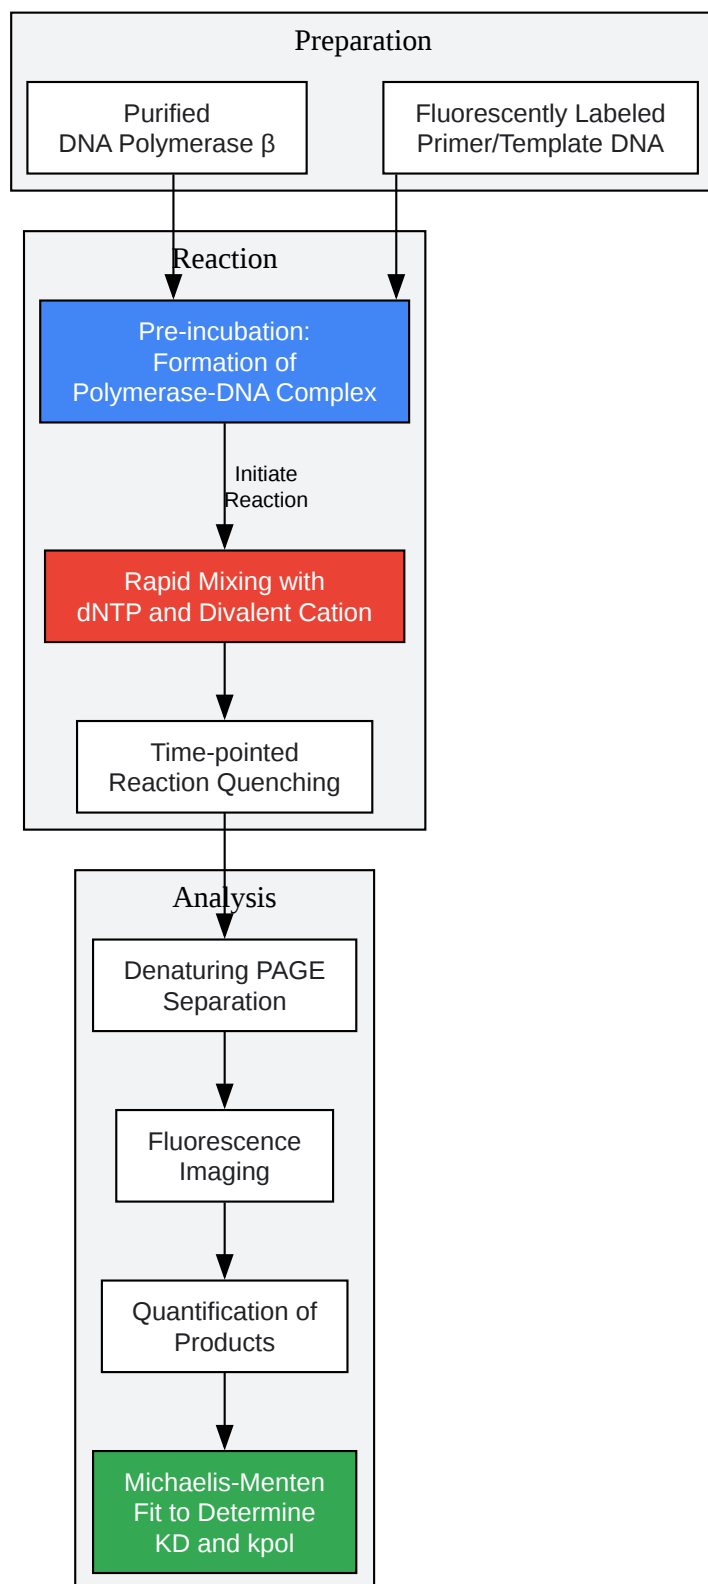 Preparation
Purified
DNA Polymerase β
Fluorescently Labeled
Primer/Template DNA
Reaction
Pre-incubation:
Formation of
Polymerase-DNA Complex
Initiate
Reaction
Rapid Mixing with
dNTP and Divalent Cation
Time-pointed
Reaction Quenching
Analysis
Denaturing PAGE
Separation
Fluorescence
Imaging
Quantification of
Products
Michaelis-Menten
Fit to Determine
KD and kpol